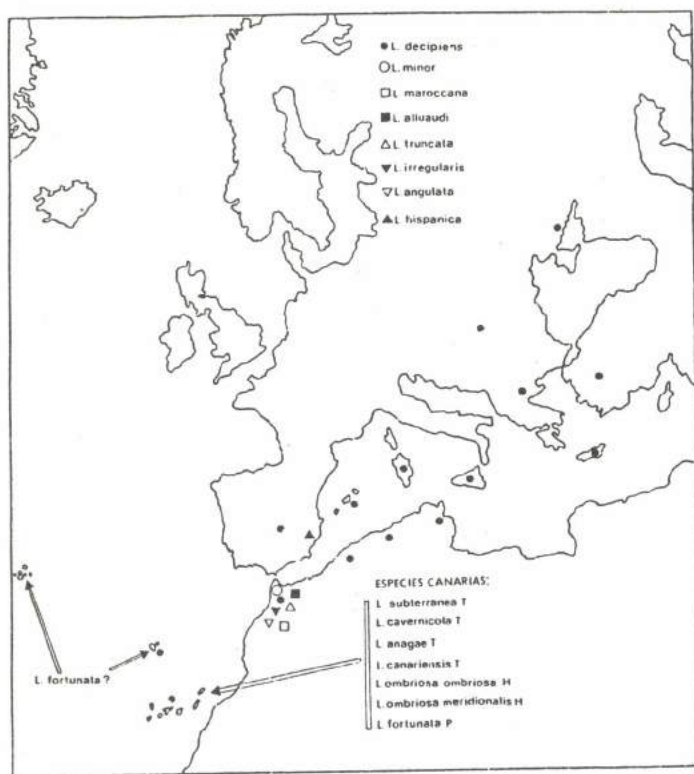 L. decipiens
L. minor
L. maroccana
L. alluaudi
L. truncata
L. irregularis
L. angulata
L. hispanica
ESPECIES CANARIAS:
L. subterranea T
L. cavernicola T
L. anagae T
L. canariensis T
L. ombriosa ombriosa H
L. ombriosa meridionalis H
L. fortunata P
L. fortunata ?